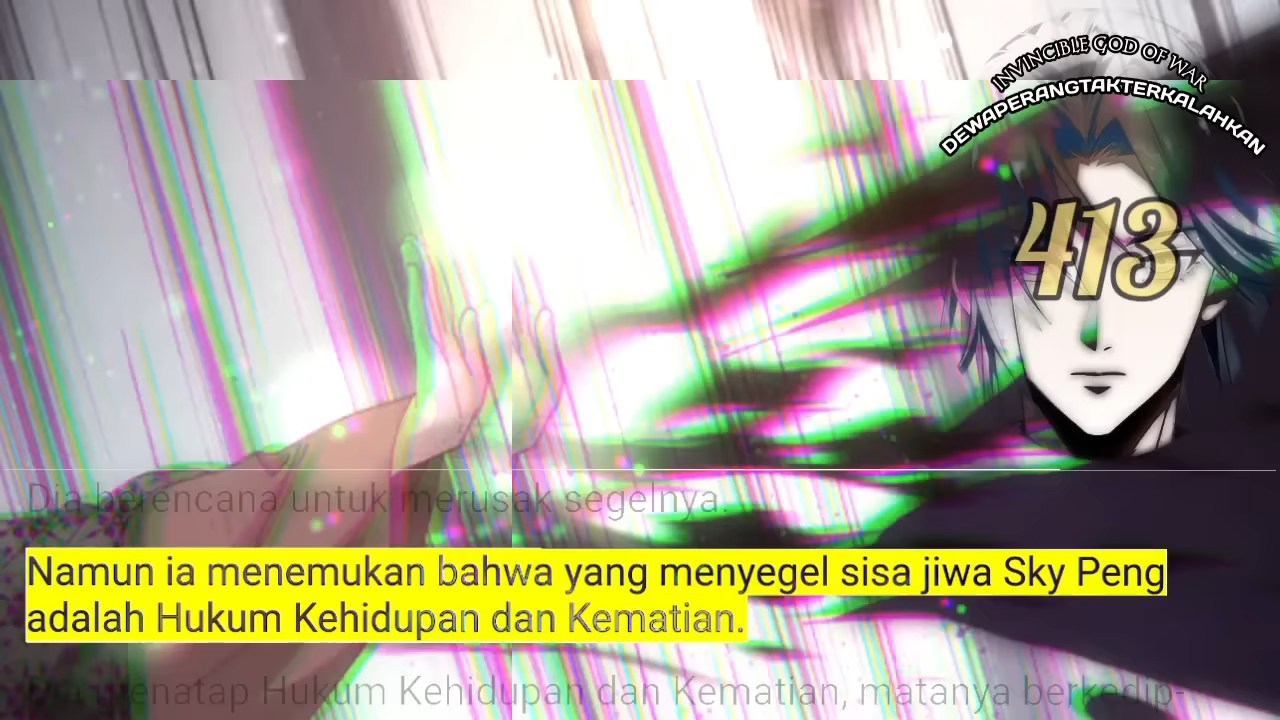 INVINCIBLE GOD OF WAR
DEWAPERANGTAKTERKALAHKAN
413
Dia berencana untuk merusak segelnya.
Namun ia menemukan bahwa yang menyegel sisa jiwa Sky Peng
adalah Hukum Kehidupan dan Kematian.
menatap Hukum Kehidupan dan Kematian, matanya berkedip-